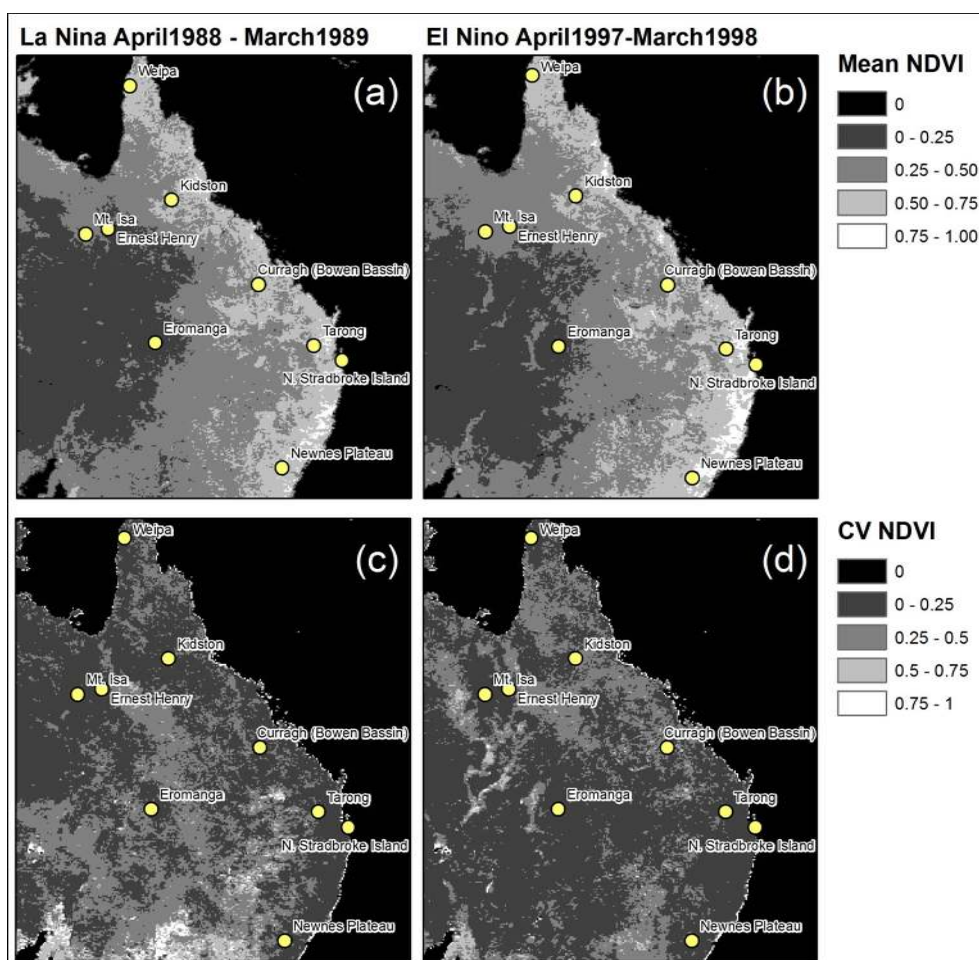 La Nina April1988 - March1989
El Nino April1997-March1998
(a)
Weipa
Kidston
Mt. Isa
Ernest Henry
Curragh (Bowen Bassin)
Eromanga
Tarong
N. Stradbroke Island
Newnes Plateau
(b)
Weipa
Kidston
Mt. Isa
Ernest Henry
Curragh (Bowen Bassin)
Eromanga
Tarong
N. Stradbroke Island
Newnes Plateau
Mean NDVI
0
0 - 0.25
0.25 - 0.50
0.50 - 0.75
0.75 - 1.00
(c)
Weipa
Kidston
Mt. Isa
Ernest Henry
Curragh (Bowen Bassin)
Eromanga
Tarong
N. Stradbroke Island
Newnes Plateau
(d)
Weipa
Kidston
Mt. Isa
Ernest Henry
Curragh (Bowen Bassin)
Eromanga
Tarong
N. Stradbroke Island
Newnes Plateau
CV NDVI
0
0 - 0.25
0.25 - 0.5
0.5 - 0.75
0.75 - 1